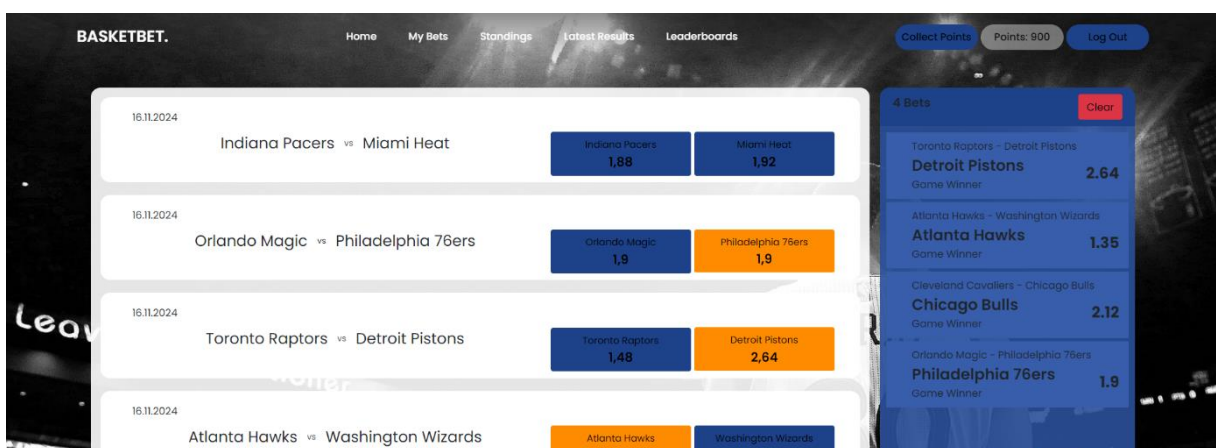 BASKETBET.
Home My Bets Standings Latest Results Leaderboards
Collect Points Points: 900 Log Out
16.11.2024
Indiana Pacers vs Miami Heat
Indiana Pacers
1,88
Miami Heat
1,92
16.11.2024
Orlando Magic vs Philadelphia 76ers
Orlando Magic
1,9
Philadelphia 76ers
1,9
16.11.2024
Toronto Raptors vs Detroit Pistons
Toronto Raptors
1,48
Detroit Pistons
2,64
16.11.2024
Atlanta Hawks vs Washington Wizards
Atlanta Hawks
Washington Wizards
4 Bets
Clear
Toronto Raptors - Detroit Pistons
Detroit Pistons 2.64
Game Winner
Atlanta Hawks - Washington Wizards
Atlanta Hawks 1.35
Game Winner
Cleveland Cavaliers - Chicago Bulls
Chicago Bulls 2.12
Game Winner
Orlando Magic - Philadelphia 76ers
Philadelphia 76ers 1.9
Game Winner